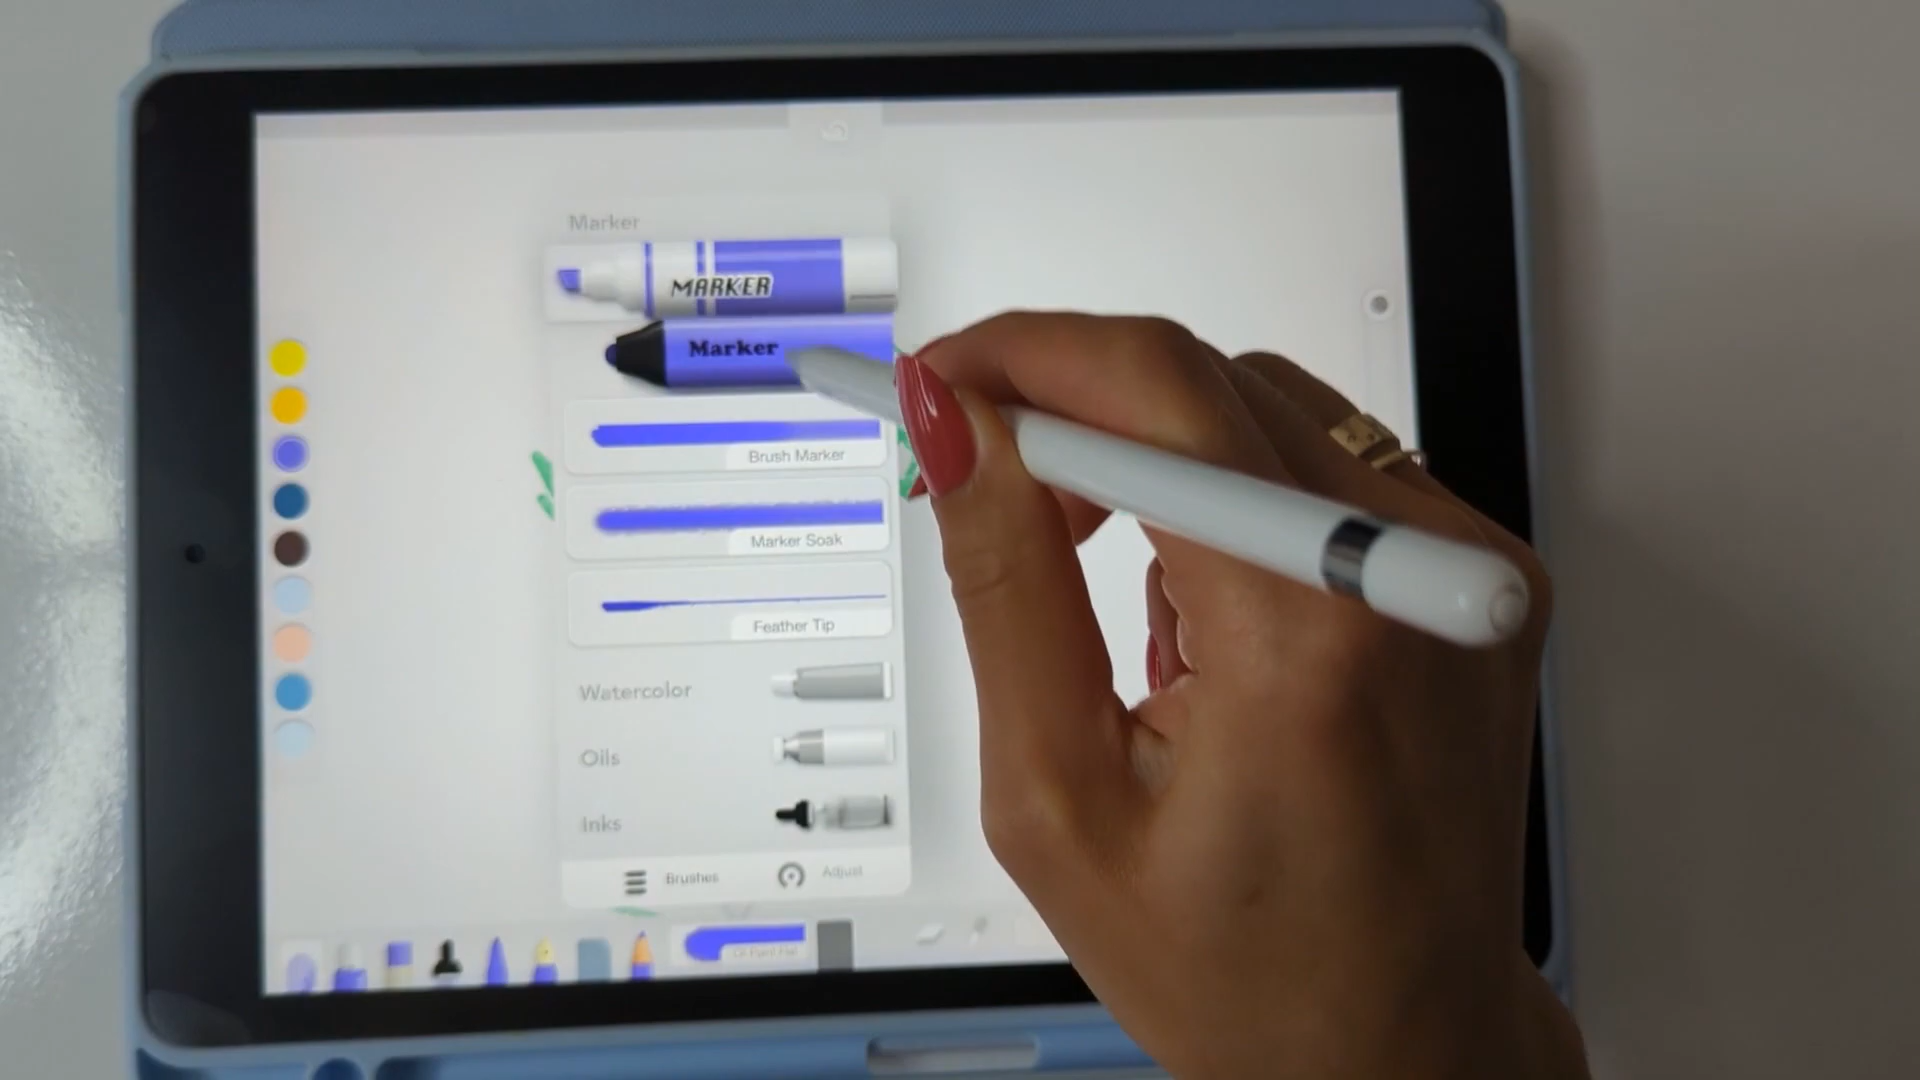 Marker
MARKER
Marker
Brush Marker
Marker Soak
Feather Tip
Watercolor
Oils
Inks
Brushes
Adjust